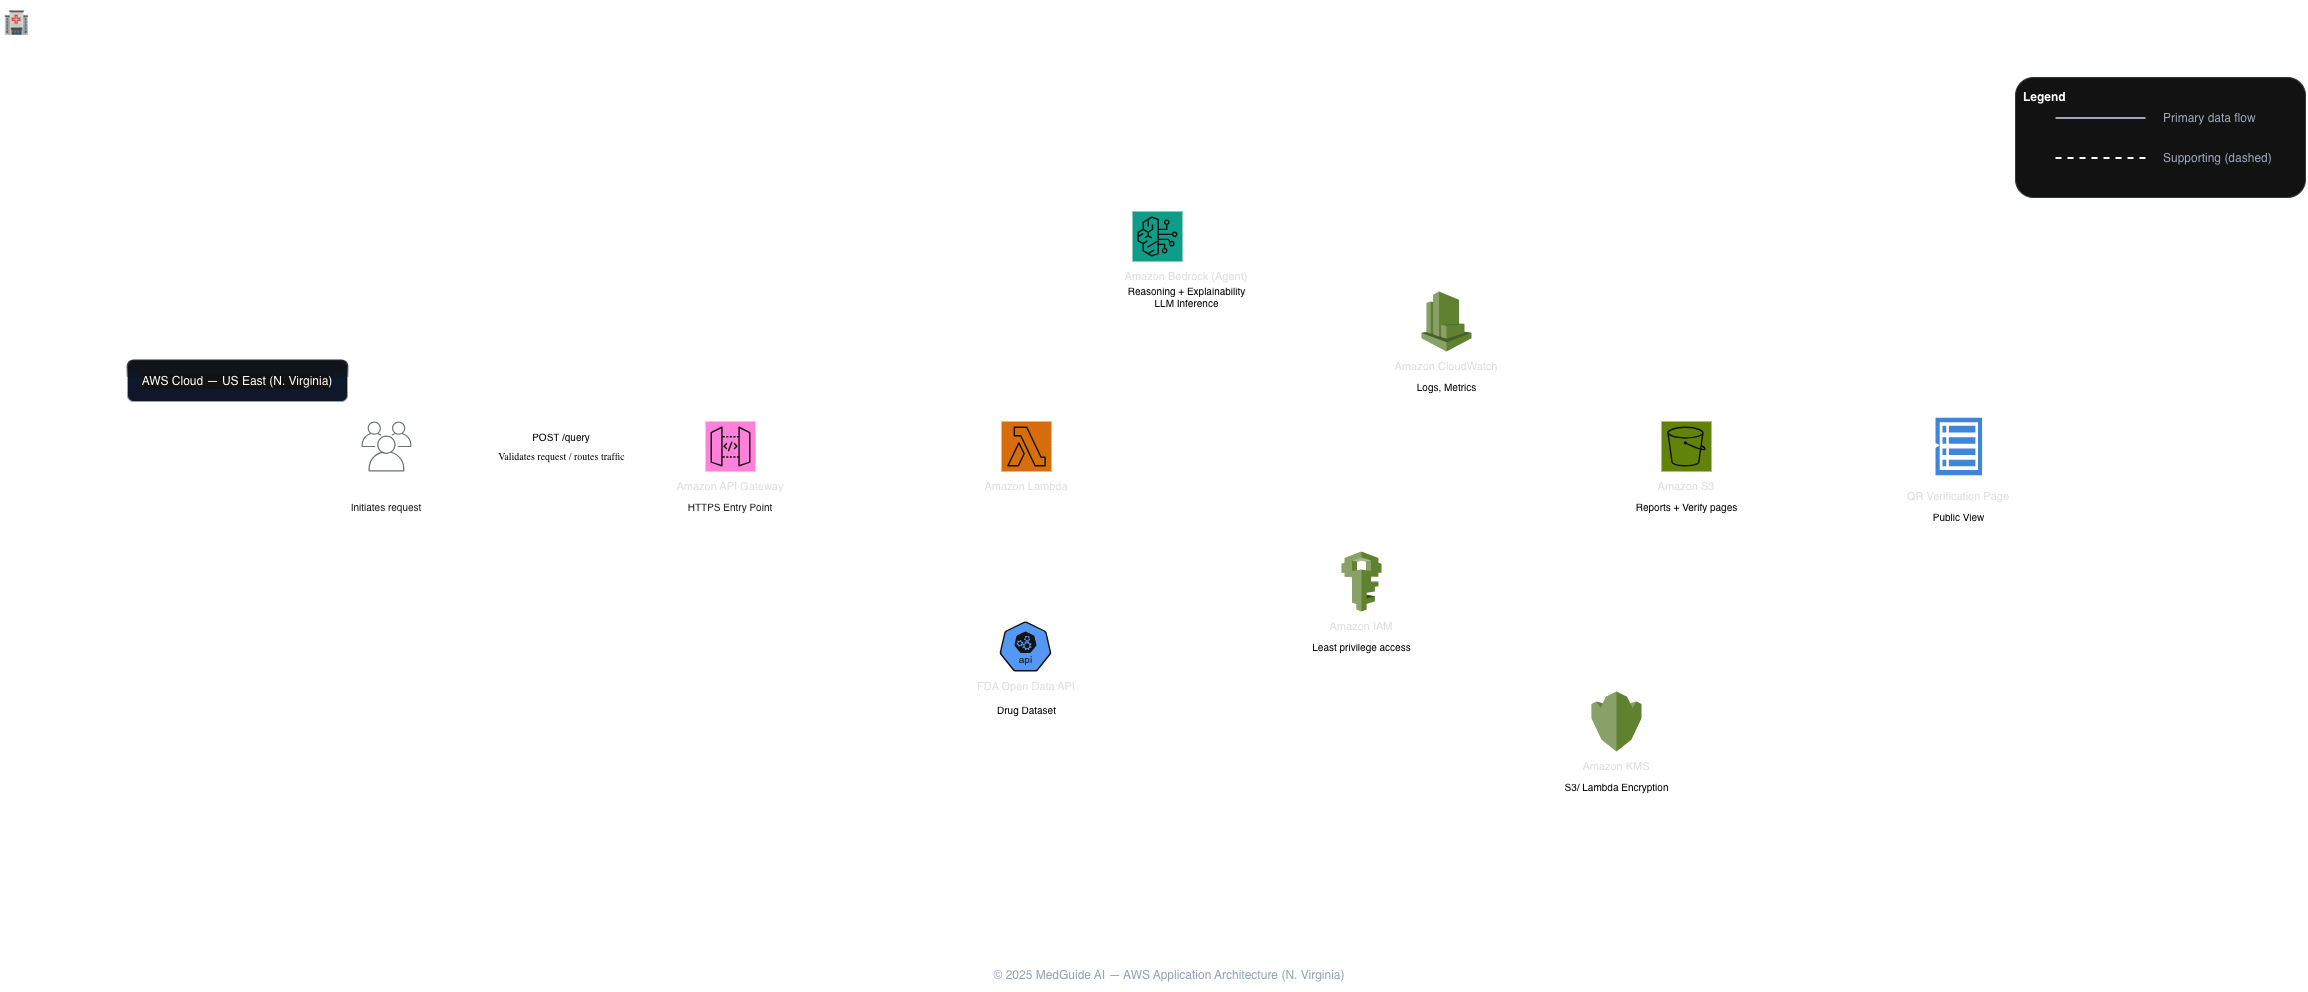 Legend
Primary data flow
Supporting (dashed)
Amazon Bedrock (Agent)
Reasoning + Explainability
LLM Inference
Amazon CloudWatch
Logs, Metrics
AWS Cloud — US East (N. Virginia)
Initiates request
POST /query
Validates request / routes traffic
Amazon API Gateway
HTTPS Entry Point
Amazon Lambda
Amazon S3
Reports + Verify pages
QR Verification Page
Public View
Amazon IAM
Least privilege access
api
FDA Open Data API
Drug Dataset
Amazon KMS
S3/ Lambda Encryption
© 2025 MedGuide AI — AWS Application Architecture (N. Virginia)